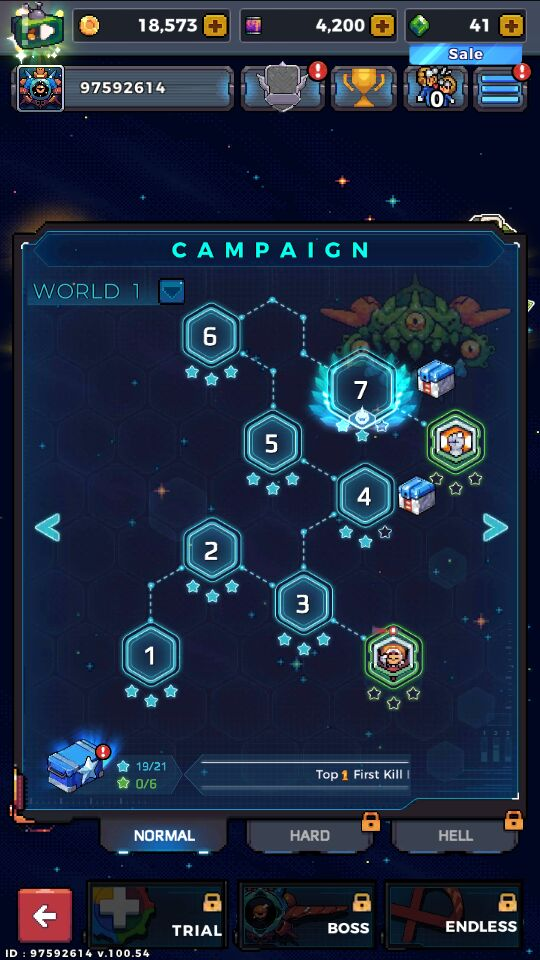 18,573
4,200
41
Sale
97592614
0
CAMPAIGN
WORLD 1
6
7
5
4
2
3
1
19/21
0/6
Top 1 First Kill
NORMAL
HARD
HELL
TRIAL
BOSS
ENDLESS
ID : 97592614 v.100.54